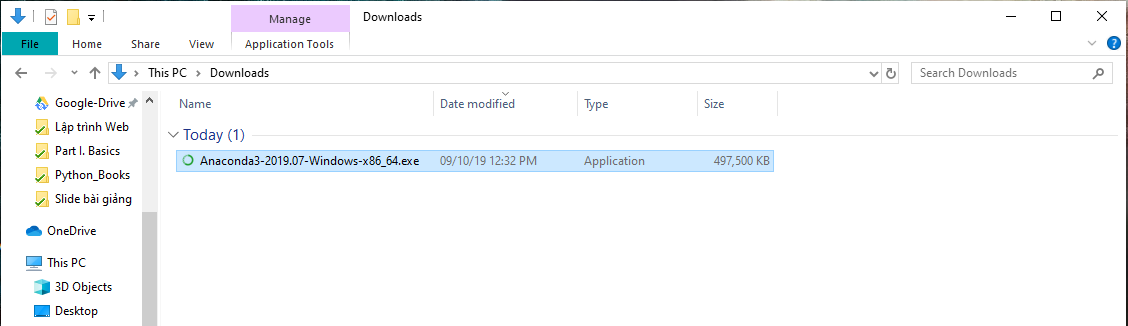 Manage
Downloads
File
Home
Share
View
Application Tools
This PC
Downloads
Search Downloads
Google-Drive
Lập trình Web
Part I. Basics
Python_Books
Slide bài giảng
OneDrive
This PC
3D Objects
Desktop
Name
Date modified
Type
Size
Today (1)
Anaconda3-2019.07-Windows-x86_64.exe
09/10/19 12:32 PM
Application
497,500 KB